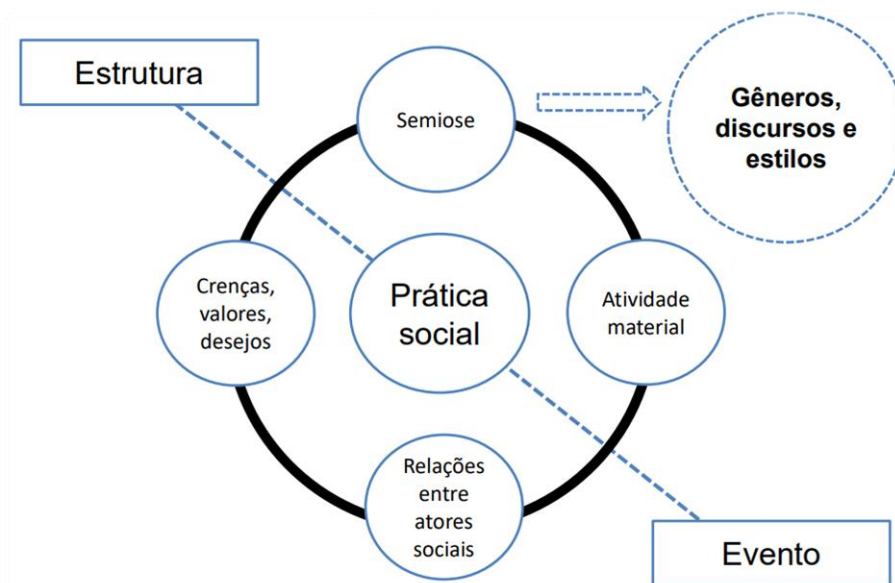 Estrutura
Semiose
Gêneros,
discursos e
estilos
Crenças,
valores,
desejos
Prática
social
Atividade
material
Relações
entre
atores
sociais
Evento